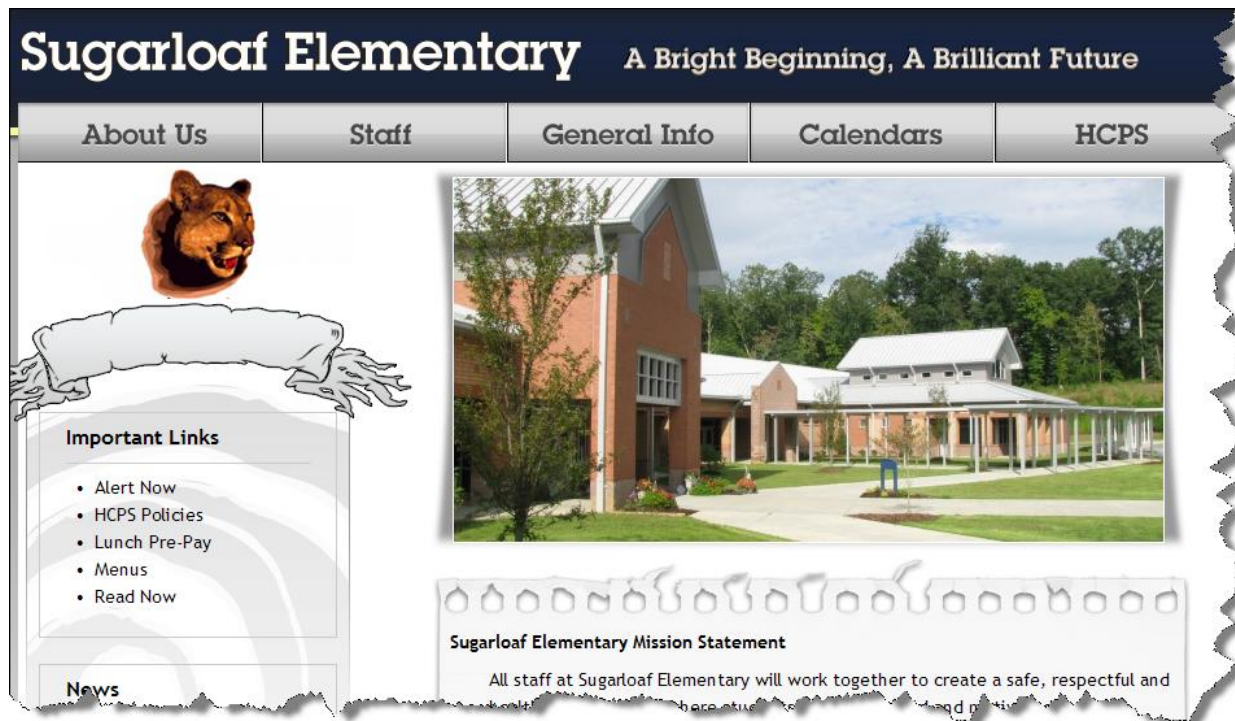 Sugarloaf Elementary A Bright Beginning, A Brilliant Future
About Us Staff General Info Calendars HCPS
Important Links
• Alert Now
• HCPS Policies
• Lunch Pre-Pay
• Menus
• Read Now
News
Sugarloaf Elementary Mission Statement
All staff at Sugarloaf Elementary will work together to create a safe, respectful and